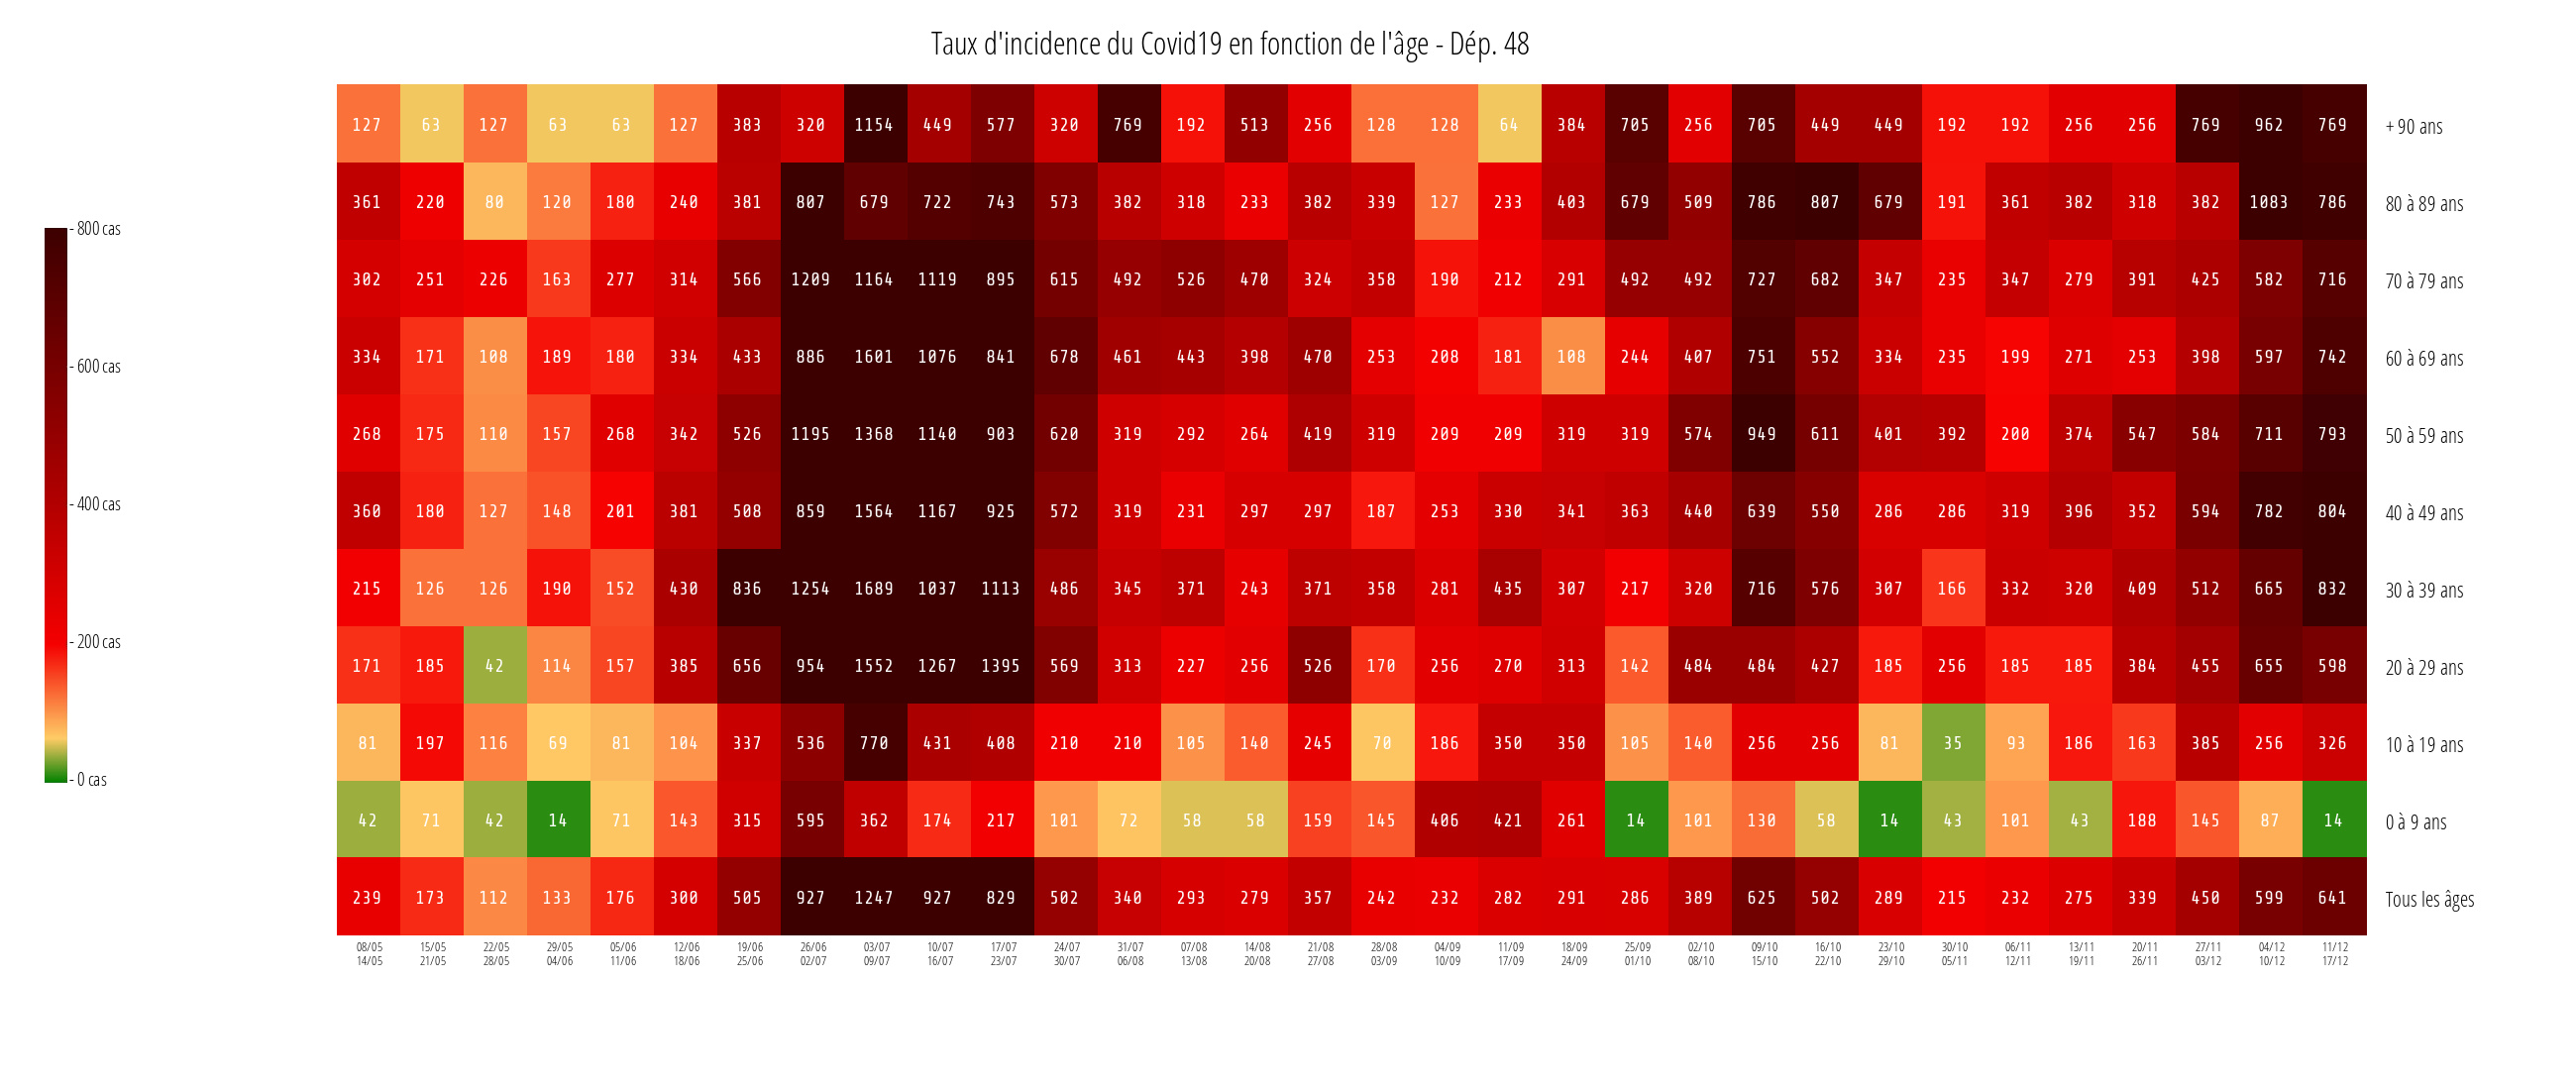 Taux d'incidence du Covid19 en fonction de l'âge - Dép. 48
- 800 cas
- 600 cas
- 400 cas
- 200 cas
- 0 cas
127 63 127 63 63 127 383 320 1154 449 577 320 769 192 513 256 128 128 64 384 705 256 705 449 449 192 192 256 256 769 962 769 + 90 ans
361 220 80 120 180 240 381 807 679 722 743 573 382 318 233 382 339 127 233 403 679 509 786 807 679 191 361 382 318 382 1083 786 80 à 89 ans
302 251 226 163 277 314 566 1209 1164 1119 895 615 492 526 470 324 358 190 212 291 492 492 727 682 347 235 347 279 391 425 582 716 70 à 79 ans
334 171 108 189 180 334 433 886 1601 1076 841 678 461 443 398 470 253 208 181 108 244 407 751 552 334 235 199 271 253 398 597 742 60 à 69 ans
268 175 110 157 268 342 526 1195 1368 1140 903 620 319 292 264 419 319 209 209 319 319 574 949 611 401 392 200 374 547 584 711 793 50 à 59 ans
360 180 127 148 201 381 508 859 1564 1167 925 572 319 231 297 297 187 253 330 341 363 440 639 550 286 286 319 396 352 594 782 804 40 à 49 ans
215 126 126 190 152 430 836 1254 1689 1037 1113 486 345 371 243 371 358 281 435 307 217 320 716 576 307 166 332 320 409 512 665 832 30 à 39 ans
171 185 42 114 157 385 656 954 1552 1267 1395 569 313 227 256 526 170 256 270 313 142 484 484 427 185 256 185 185 384 455 655 598 20 à 29 ans
81 197 116 69 81 104 337 536 770 431 408 210 210 105 140 245 70 186 350 350 105 140 256 256 81 35 93 186 163 385 256 326 10 à 19 ans
42 71 42 14 71 143 315 595 362 174 217 101 72 58 58 159 145 406 421 261 14 101 130 58 14 43 101 43 188 145 87 14 0 à 9 ans
239 173 112 133 176 300 505 927 1247 927 829 502 340 293 279 357 242 232 282 291 286 389 625 502 289 215 232 275 339 450 599 641 Tous les âges
08/05 15/05 22/05 29/05 05/06 12/06 19/06 26/06 03/07 10/07 17/07 24/07 31/07 07/08 14/08 21/08 28/08 04/09 11/09 18/09 25/09 02/10 09/10 16/10 23/10 30/10 06/11 13/11 20/11 27/11 04/12 11/12
14/05 21/05 28/05 04/06 11/06 18/06 25/06 02/07 09/07 16/07 23/07 30/07 06/08 13/08 20/08 27/08 03/09 10/09 17/09 24/09 01/10 08/10 15/10 22/10 29/10 05/11 12/11 19/11 26/11 03/12 10/12 17/12